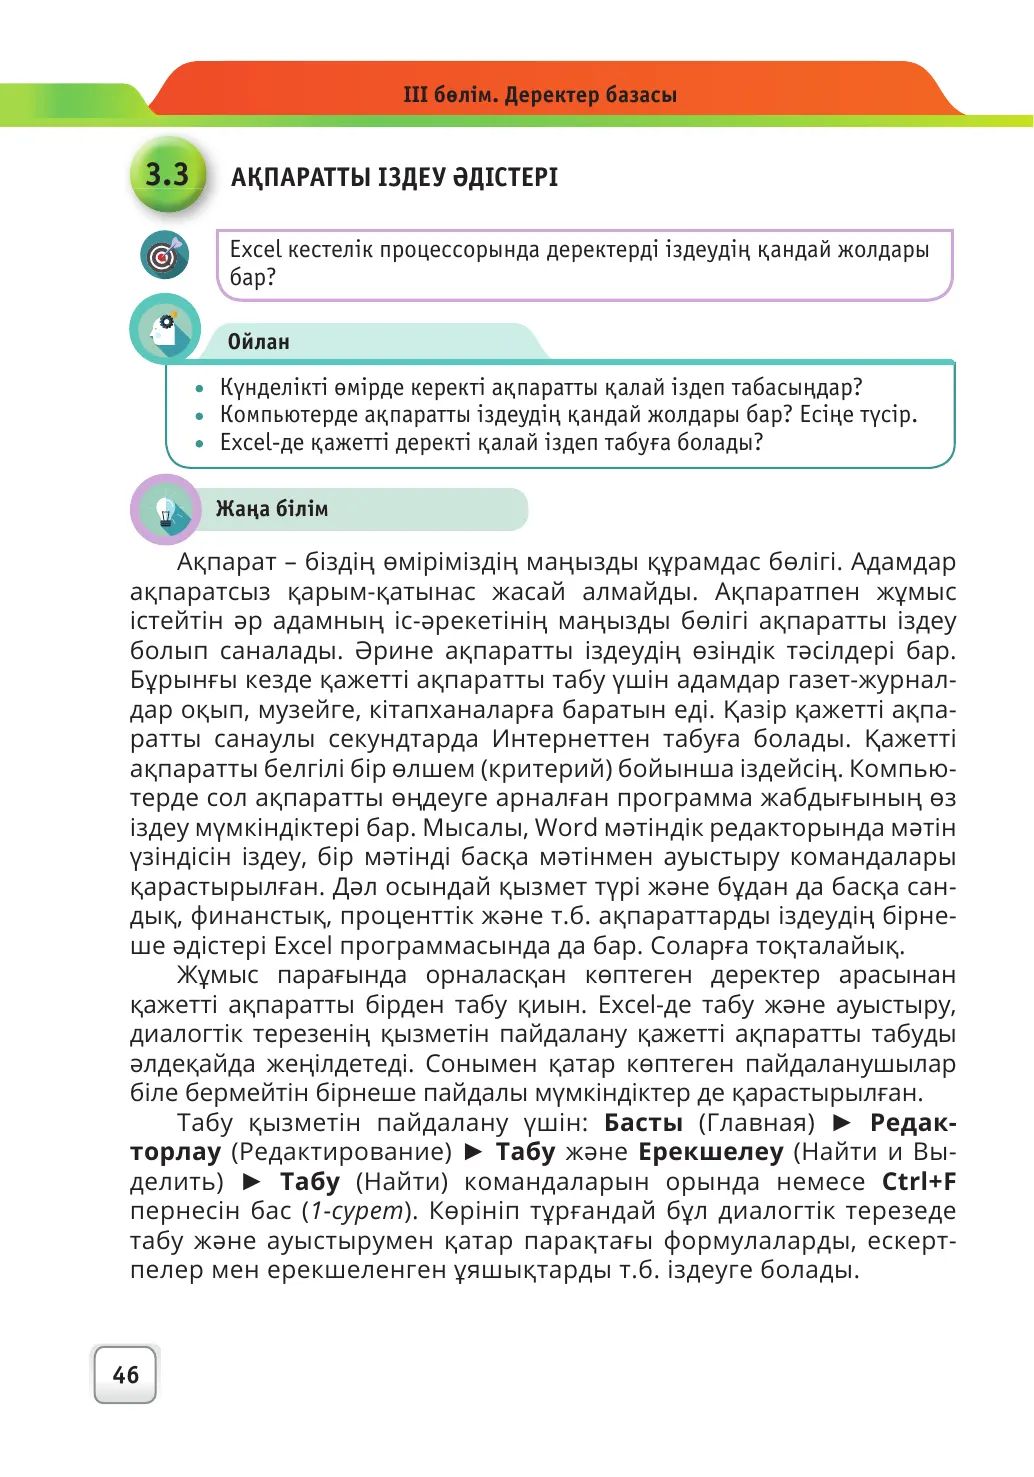 III бөлім. Деректер базасы
3.3
АҚПАРАТТЫ ІЗДЕУ ӘДІСТЕРІ
Excel кестелік процессорында деректерді іздеудің қандай жолдары
бар?
Ойлан
• Күнделікті өмірде керекті ақпаратты қалай іздеп табасыңдар?
• Компьютерде ақпаратты іздеудің қандай жолдары бар? Есіңе түсір.
• Excel-де қажетті деректі қалай іздеп табуға болады?
Жаңа білім
Ақпарат – біздің өміріміздің маңызды құрамдас бөлігі. Адамдар
ақпаратсыз қарым-қатынас жасай алмайды. Ақпаратпен жұмыс
істейтін әр адамның іс-әрекетінің маңызды бөлігі ақпаратты іздеу
болып саналады. Әрине ақпаратты іздеудің өзіндік тәсілдері бар.
Бұрынғы кезде қажетті ақпаратты табу үшін адамдар газет-журнал-
дар оқып, музейге, кітапханаларға баратын еді. Қазір қажетті ақпа-
ратты санаулы секундтарда Интернеттен табуға болады. Қажетті
ақпаратты белгілі бір өлшем (критерий) бойынша іздейсің. Компью-
терде сол ақпаратты өңдеуге арналған программа жабдығының өз
іздеу мүмкіндіктері бар. Мысалы, Word мәтіндік редакторында мәтін
үзіндісін іздеу, бір мәтінді басқа мәтінмен ауыстыру командалары
қарастырылған. Дәл осындай қызмет түрі және бұдан да басқа сан-
дық, финанстық, проценттік және т.б. ақпараттарды іздеудің бірне-
ше әдістері Excel программасында да бар. Соларға тоқталайық.
Жұмыс парағында орналасқан көптеген деректер арасынан
қажетті ақпаратты бірден табу қиын. Excel-де табу және ауыстыру,
диалогтік терезенің қызметін пайдалану қажетті ақпаратты табуды
әлдеқайда жеңілдетеді. Сонымен қатар көптеген пайдаланушылар
біле бермейтін бірнеше пайдалы мүмкіндіктер де қарастырылған.
Табу қызметін пайдалану үшін: Басты (Главная) ► Редак-
торлау (Редактирование) ► Табу және Ерекшелеу (Найти и Вы-
делить) ► Табу (Найти) командаларын орында немесе Ctrl+F
пернесін бас (1-сурет). Көрініп тұрғандай бұл диалогтік терезеде
табу және ауыстырумен қатар парақтағы формулаларды, ескерт-
пелер мен ерекшеленген ұяшықтарды т.б. іздеуге болады.
46